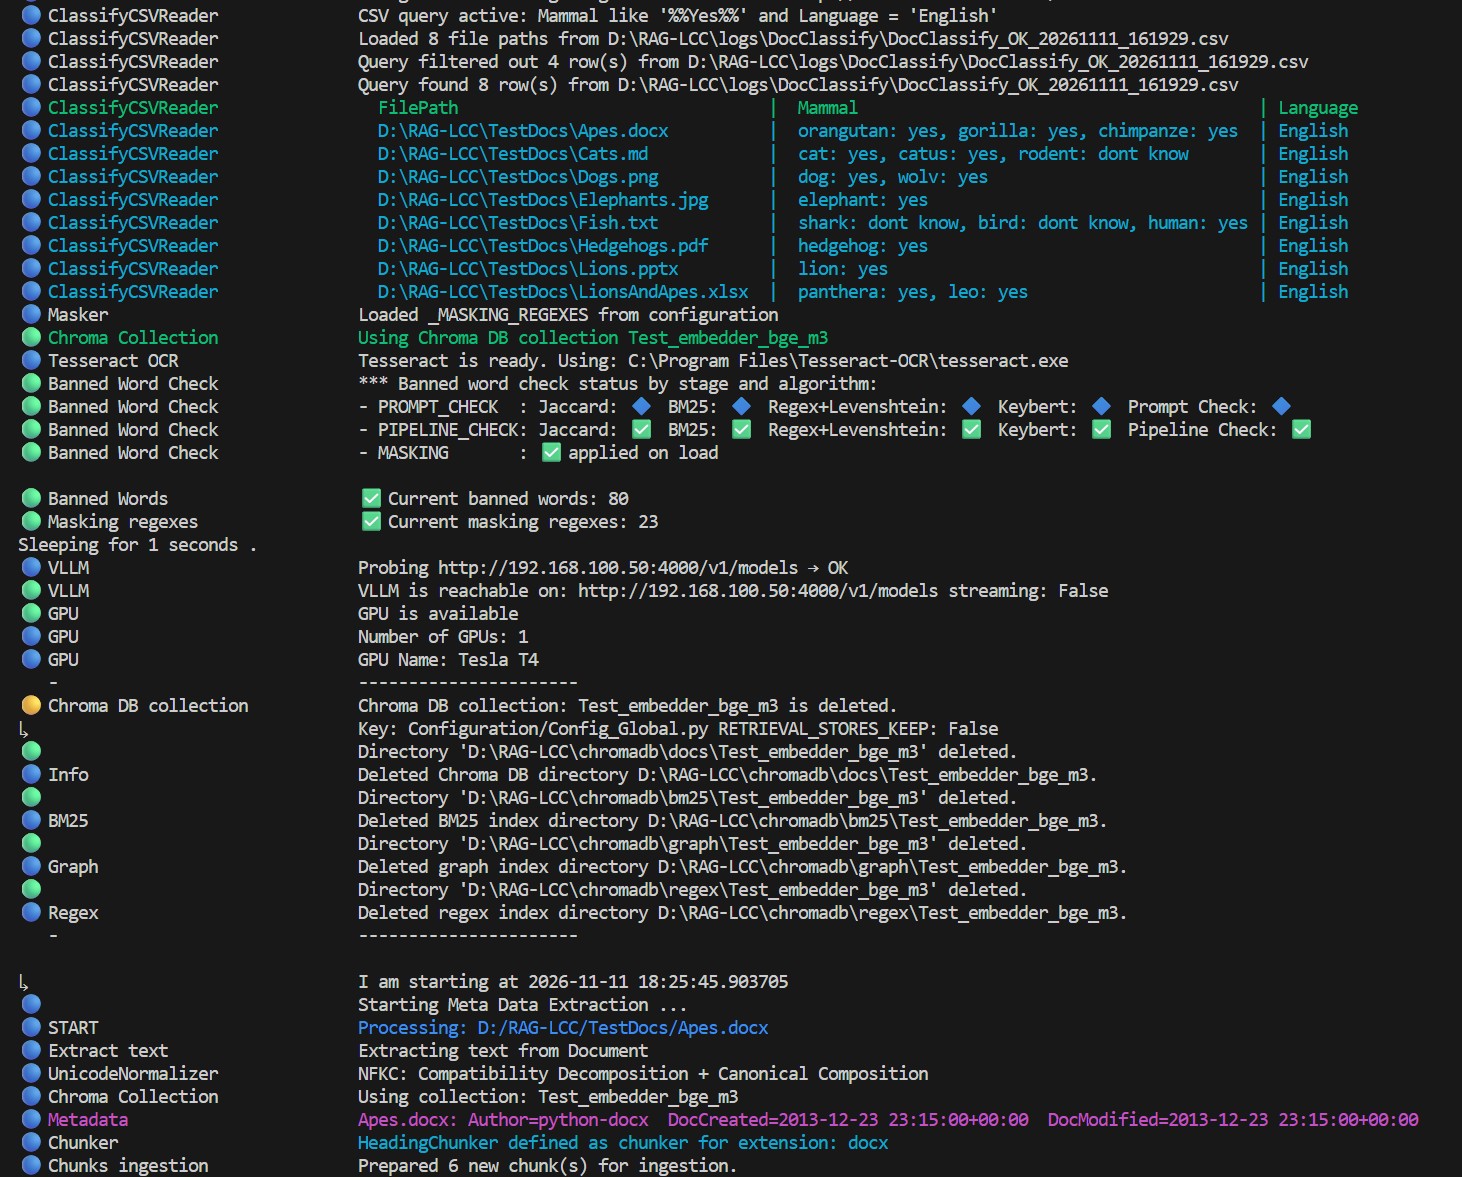 ClassifyCSVReader CSV query active: Mammal like '%%Yes%%' and Language = 'English'
ClassifyCSVReader Loaded 8 file paths from D:\RAG-LCC\logs\DocClassify\DocClassify_OK_20261111_161929.csv
ClassifyCSVReader Query filtered out 4 row(s) from D:\RAG-LCC\logs\DocClassify\DocClassify_OK_20261111_161929.csv
ClassifyCSVReader Query found 8 row(s) from D:\RAG-LCC\logs\DocClassify\DocClassify_OK_20261111_161929.csv
ClassifyCSVReader FilePath | Mammal | Language
ClassifyCSVReader D:\RAG-LCC\TestDocs\Apes.docx | orangutan: yes, gorilla: yes, chimpanze: yes | English
ClassifyCSVReader D:\RAG-LCC\TestDocs\Cats.md | cat: yes, catus: yes, rodent: dont know | English
ClassifyCSVReader D:\RAG-LCC\TestDocs\Dogs.png | dog: yes, wolv: yes | English
ClassifyCSVReader D:\RAG-LCC\TestDocs\Elephants.jpg | elephant: yes | English
ClassifyCSVReader D:\RAG-LCC\TestDocs\Fish.txt | shark: dont know, bird: dont know, human: yes | English
ClassifyCSVReader D:\RAG-LCC\TestDocs\Hedgehogs.pdf | hedgehog: yes | English
ClassifyCSVReader D:\RAG-LCC\TestDocs\Lions.pptx | lion: yes | English
ClassifyCSVReader D:\RAG-LCC\TestDocs\LionsAndApes.xlsx | panthera: yes, leo: yes | English
Masker Loaded _MASKING_REGEXES from configuration
Chroma Collection Using Chroma DB collection Test_embedder_bge_m3
Tesseract OCR Tesseract is ready. Using: C:\Program Files\Tesseract-OCR\tesseract.exe
Banned Word Check *** Banned word check status by stage and algorithm:
Banned Word Check - PROMPT_CHECK : Jaccard: 🔷 BM25: 🔷 Regex+Levenshtein: 🔷 Keybert: 🔷 Prompt Check: 🔷
Banned Word Check - PIPELINE_CHECK: Jaccard: ✅ BM25: ✅ Regex+Levenshtein: ✅ Keybert: ✅ Pipeline Check: ✅
Banned Word Check - MASKING : ✅ applied on load
Banned Words ✅ Current banned words: 80
Masking regexes ✅ Current masking regexes: 23
Sleeping for 1 seconds .
VLLM Probing http://192.168.100.50:4000/v1/models → OK
VLLM VLLM is reachable on: http://192.168.100.50:4000/v1/models streaming: False
GPU GPU is available
GPU Number of GPUs: 1
GPU GPU Name: Tesla T4
- ----------------------
Chroma DB collection Chroma DB collection: Test_embedder_bge_m3 is deleted.
↳ Key: Configuration/Config_Global.py RETRIEVAL_STORES_KEEP: False
Directory 'D:\RAG-LCC\chromadb\docs\Test_embedder_bge_m3' deleted.
Info Deleted Chroma DB directory D:\RAG-LCC\chromadb\docs\Test_embedder_bge_m3.
Directory 'D:\RAG-LCC\chromadb\bm25\Test_embedder_bge_m3' deleted.
BM25 Deleted BM25 index directory D:\RAG-LCC\chromadb\bm25\Test_embedder_bge_m3.
Directory 'D:\RAG-LCC\chromadb\graph\Test_embedder_bge_m3' deleted.
Graph Deleted graph index directory D:\RAG-LCC\chromadb\graph\Test_embedder_bge_m3.
Directory 'D:\RAG-LCC\chromadb\regex\Test_embedder_bge_m3' deleted.
Regex Deleted regex index directory D:\RAG-LCC\chromadb\regex\Test_embedder_bge_m3.
- ----------------------
↳ I am starting at 2026-11-11 18:25:45.903705
Starting Meta Data Extraction ...
START Processing: D:/RAG-LCC/TestDocs/Apes.docx
Extract text Extracting text from Document
UnicodeNormalizer NFKC: Compatibility Decomposition + Canonical Composition
Chroma Collection Using collection: Test_embedder_bge_m3
Metadata Apes.docx: Author=python-docx DocCreated=2013-12-23 23:15:00+00:00 DocModified=2013-12-23 23:15:00+00:00
Chunker HeadingChunker defined as chunker for extension: docx
Chunks ingestion Prepared 6 new chunk(s) for ingestion.